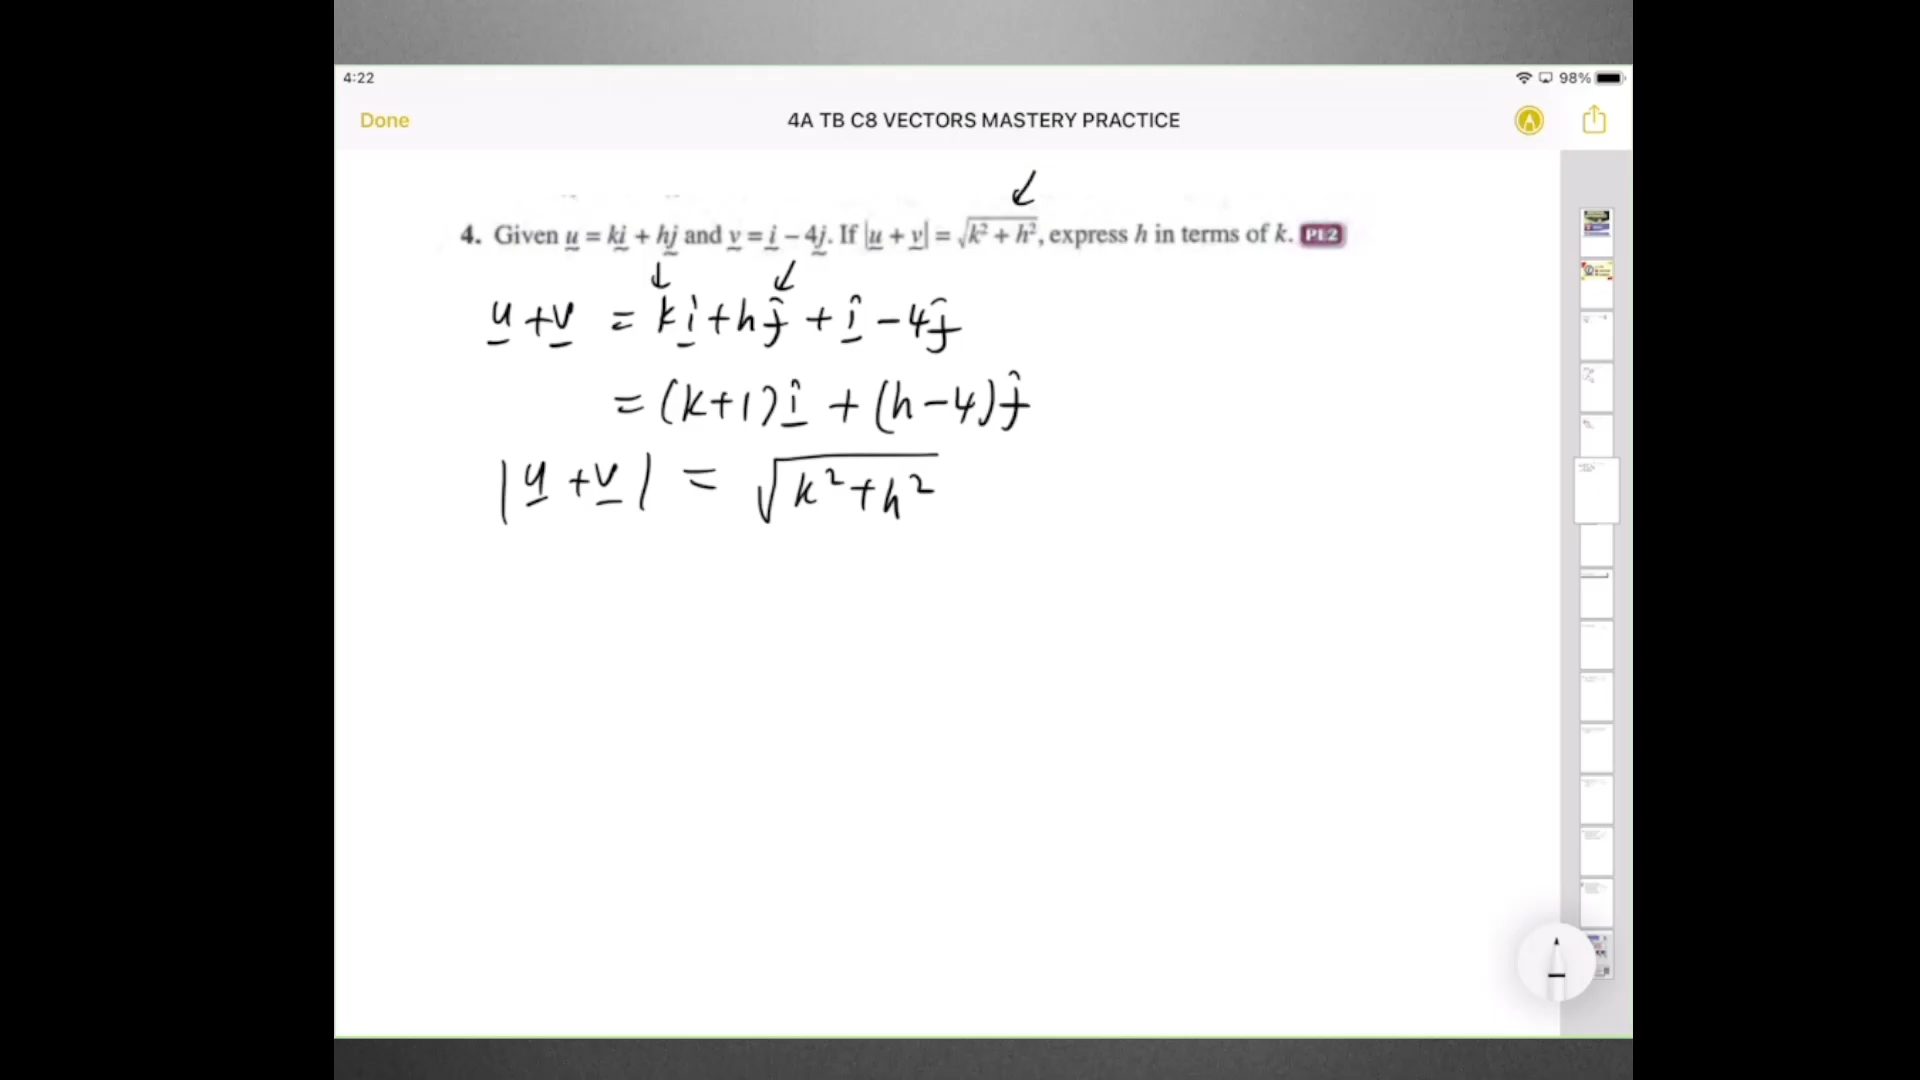 4:22
98%
Done
4A TB C8 VECTORS MASTERY PRACTICE
4. Given u = ki + hj and v = i – 4j. If |u + v| = √(k² + h²), express h in terms of k. PL2
u + v = ki + hj + i – 4j
= (k+1)i + (h–4)j
|u + v| = √(k² + h²)